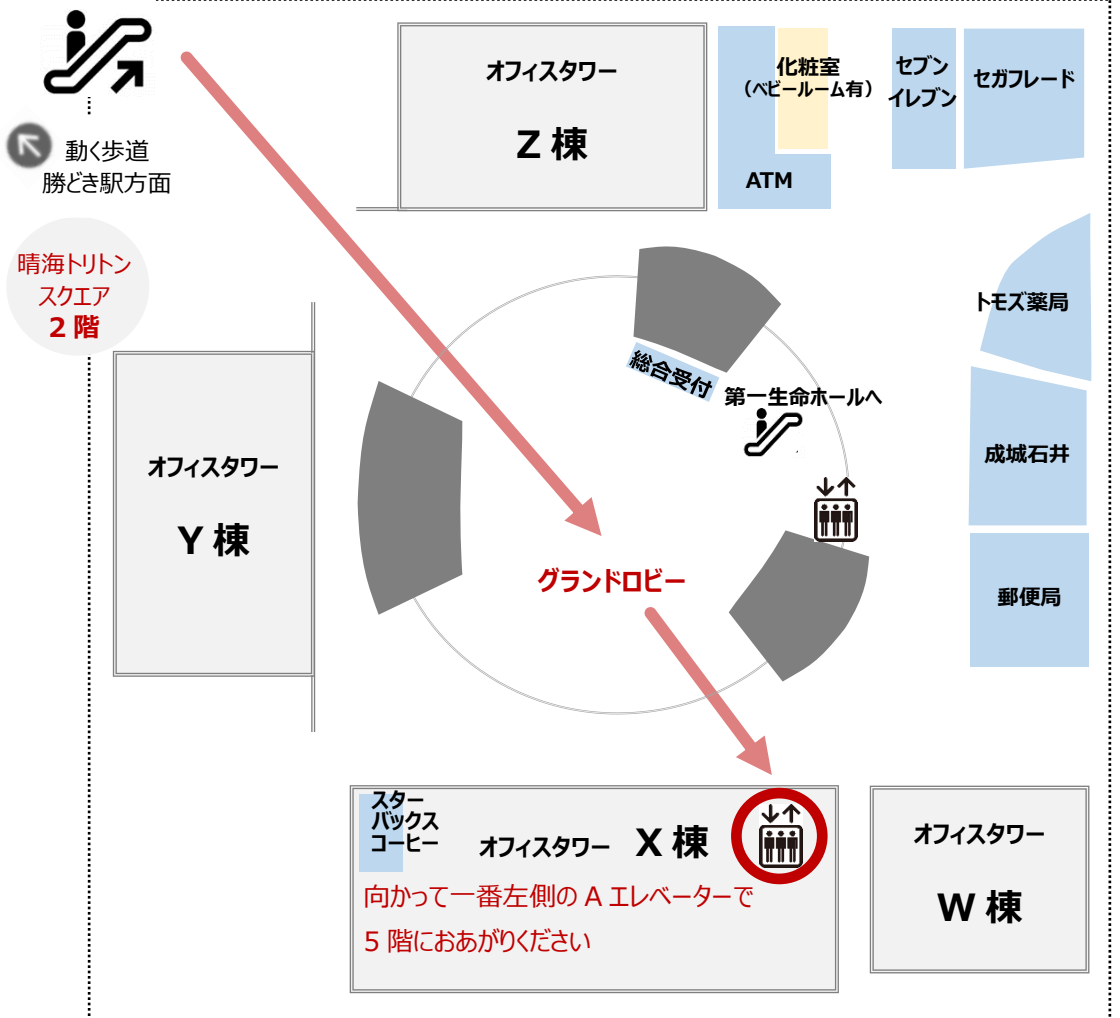 動く歩道
勝どき駅方面
晴海トリトン
スクエア
2 階
オフィスタワー
Z 棟
化粧室
(ベビールーム有)
ATM
セブン
イレブン
セガフレード
トモズ薬局
総合受付
第一生命ホールへ
成城石井
オフィスタワー
Y 棟
グランドロビー
郵便局
スター
バックス
コーヒー
オフィスタワー X 棟
向かって一番左側の A エレベーターで
5 階におあがりください
オフィスタワー
W 棟